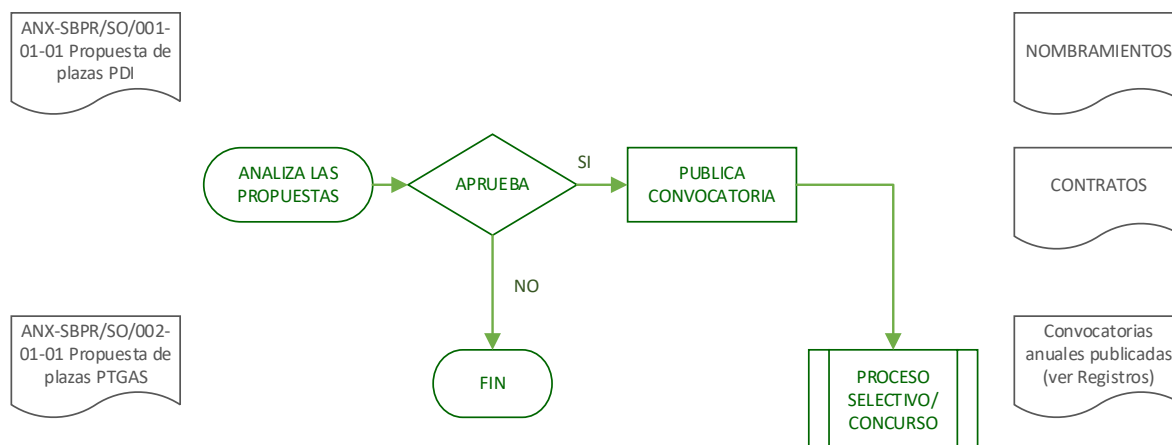 ANX-SBPR/SO/001-
01-01 Propuesta de
plazas PDI
NOMBRAMIENTOS
ANALIZA LAS
PROPUESTAS
APRUEBA
SI
PUBLICA
CONVOCATORIA
CONTRATOS
NO
ANX-SBPR/SO/002-
01-01 Propuesta de
plazas PTGAS
FIN
PROCESO
SELECTIVO/
CONCURSO
Convocatorias
anuales publicadas
(ver Registros)